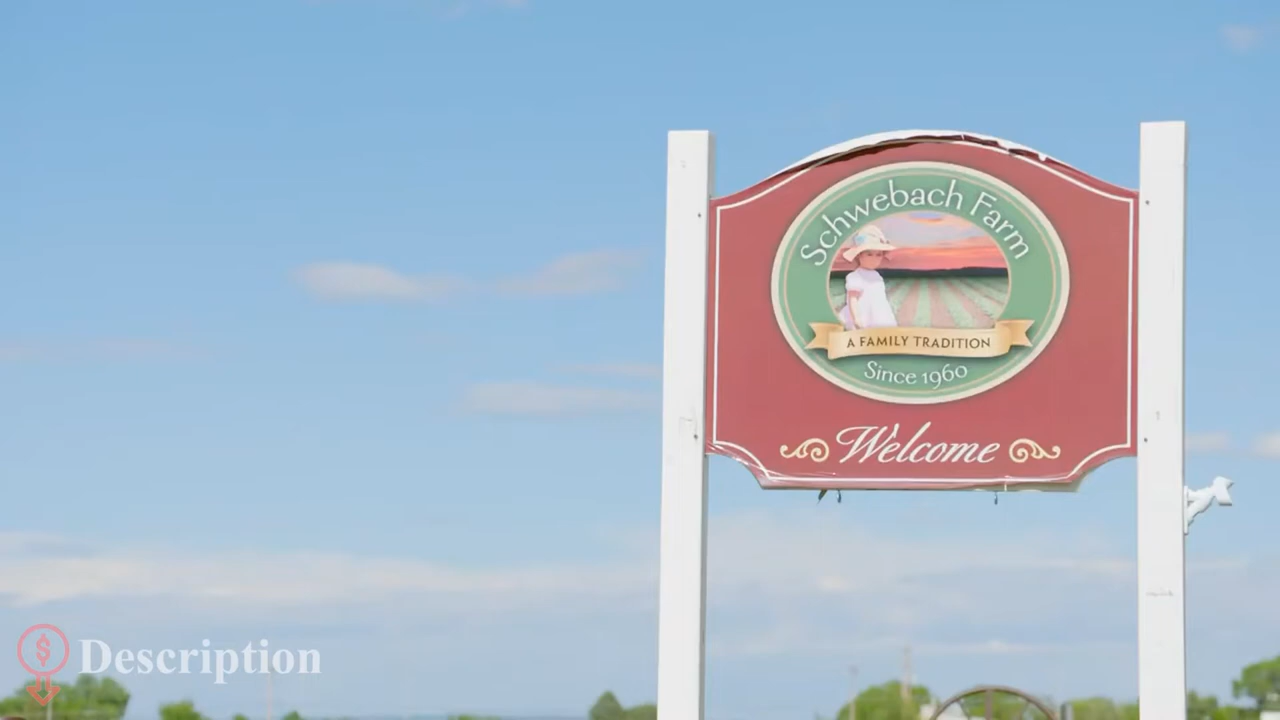 Schwebach Farm
A FAMILY TRADITION
Since 1960
Welcome
$ Description